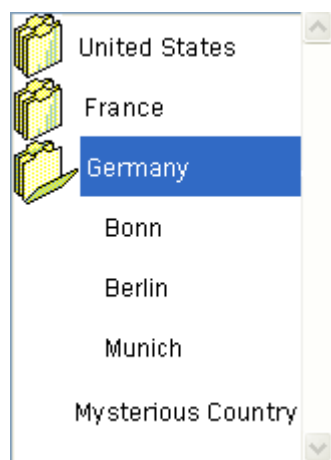 United States
France
Germany
Bonn
Berlin
Munich
Mysterious Country